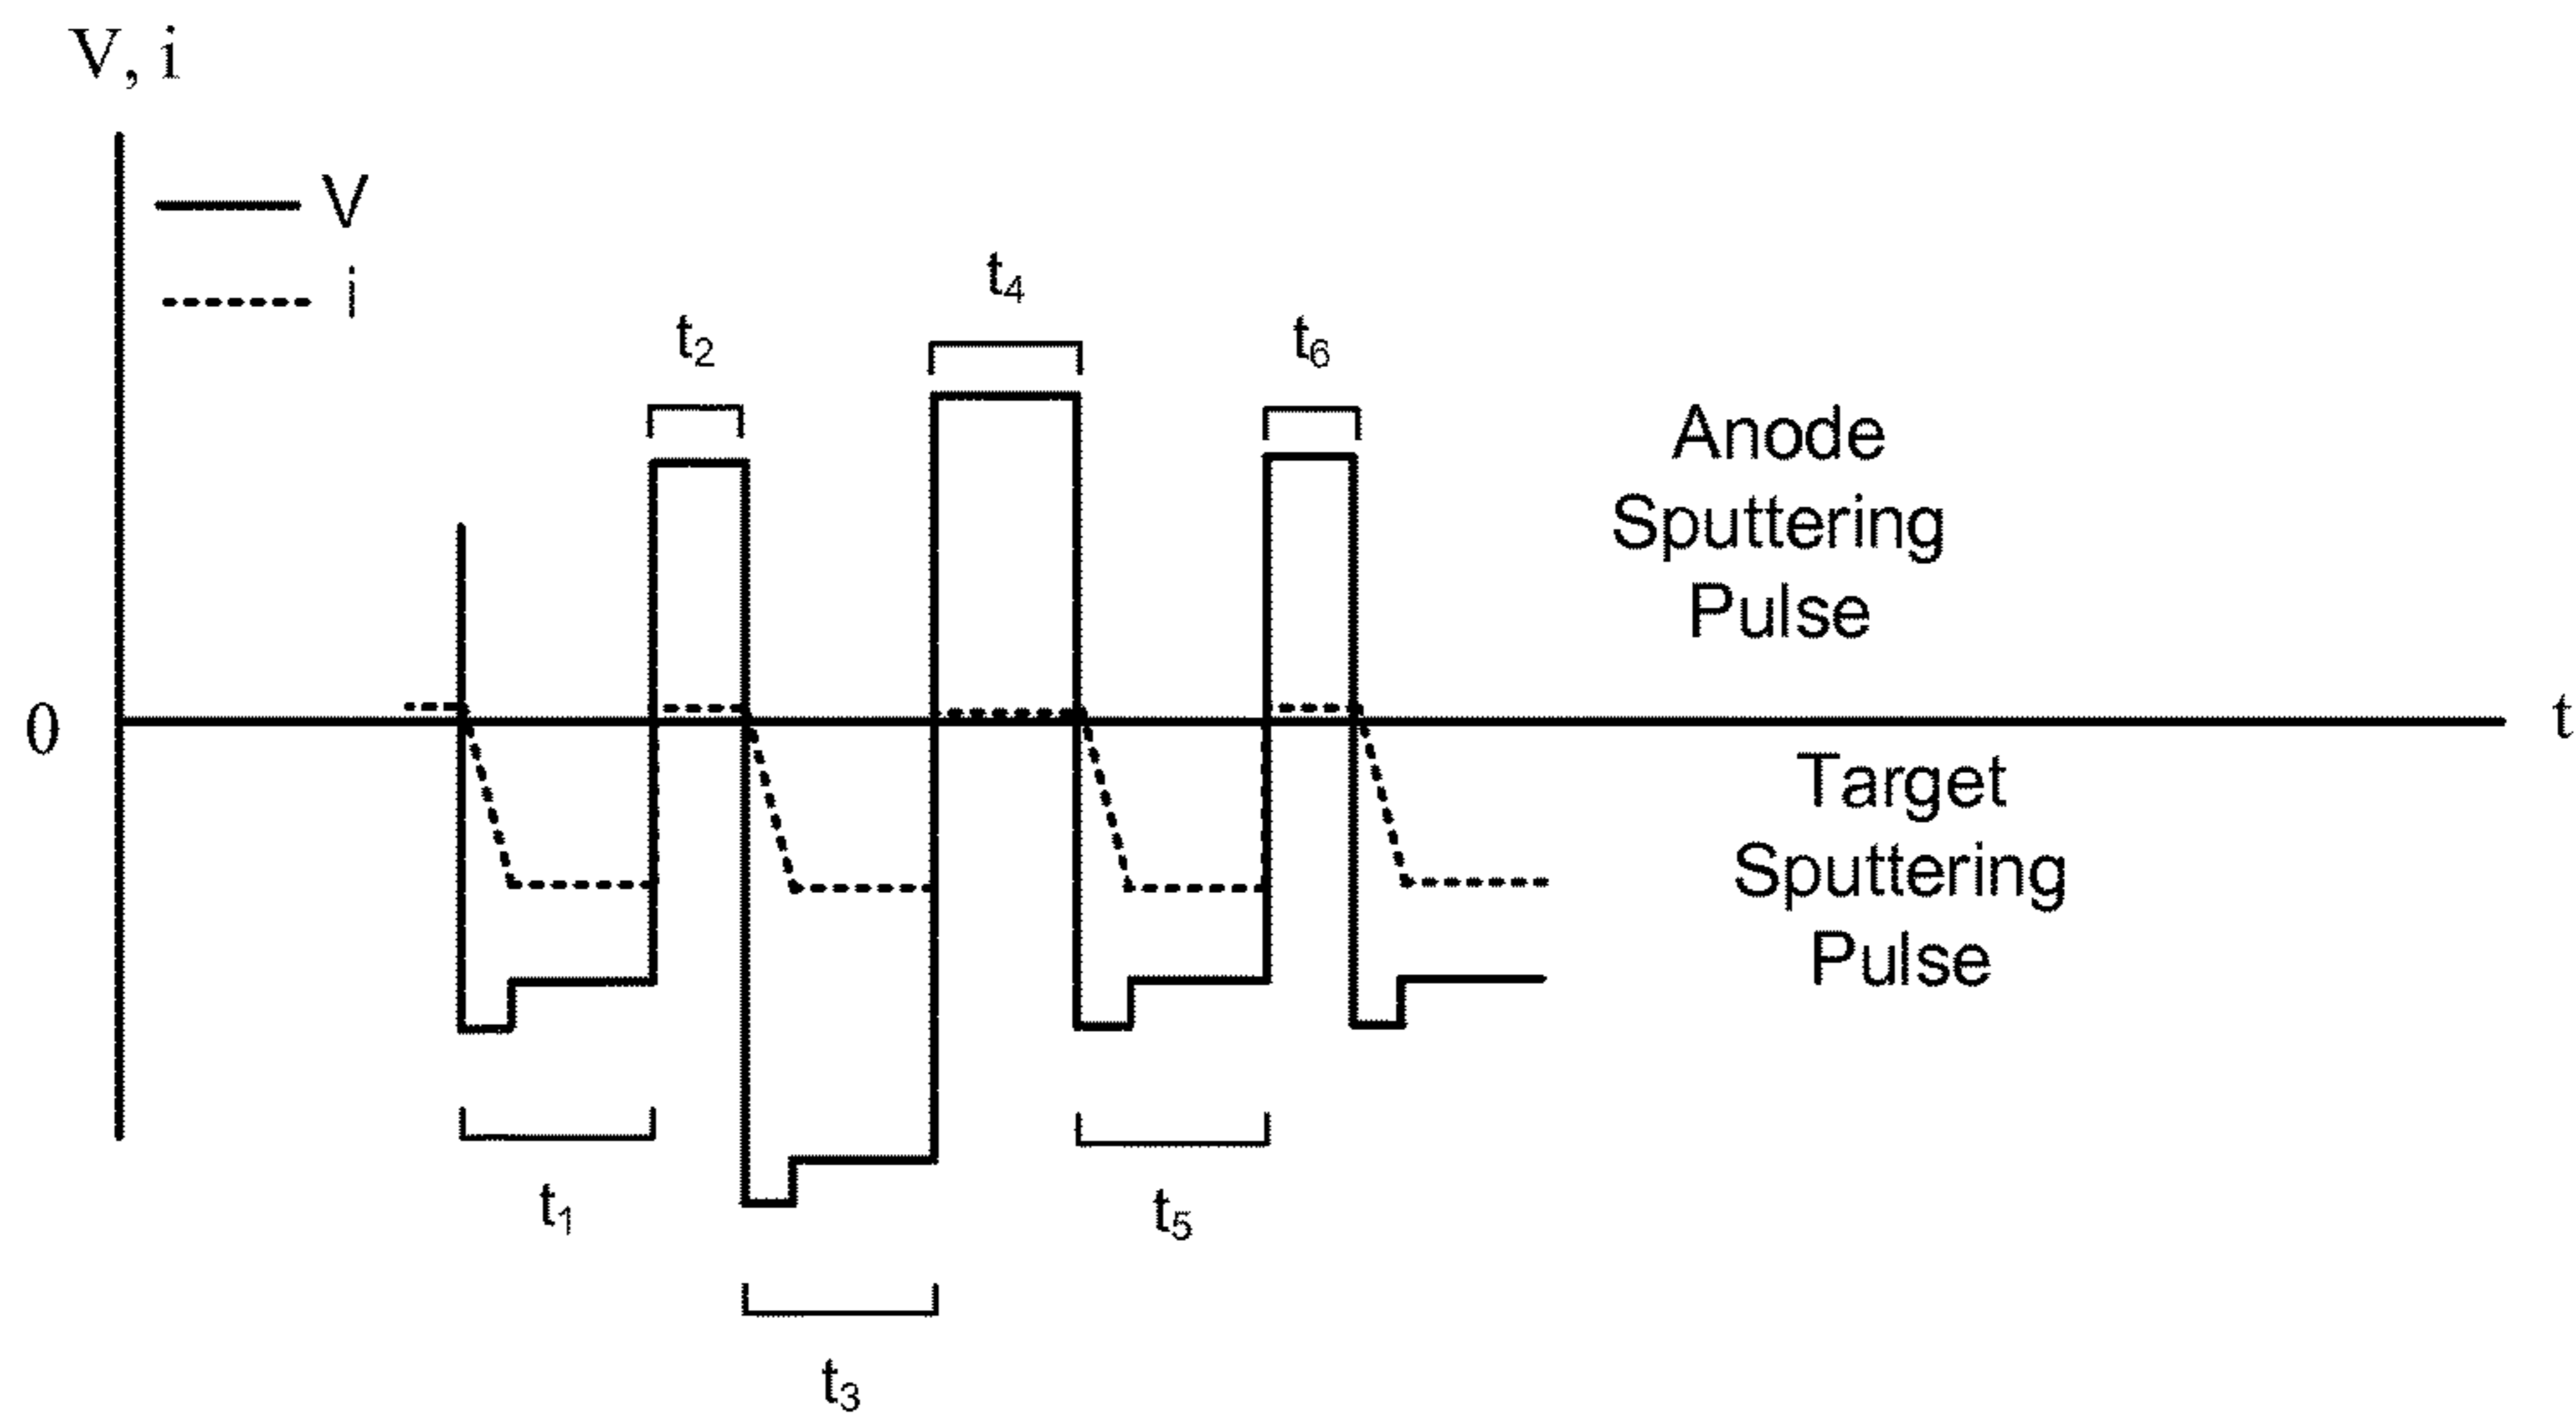 V, i
V
i
t₄
t₂
t₆
Anode
Sputtering
Pulse
0
t
Target
Sputtering
Pulse
t₁
t₅
t₃